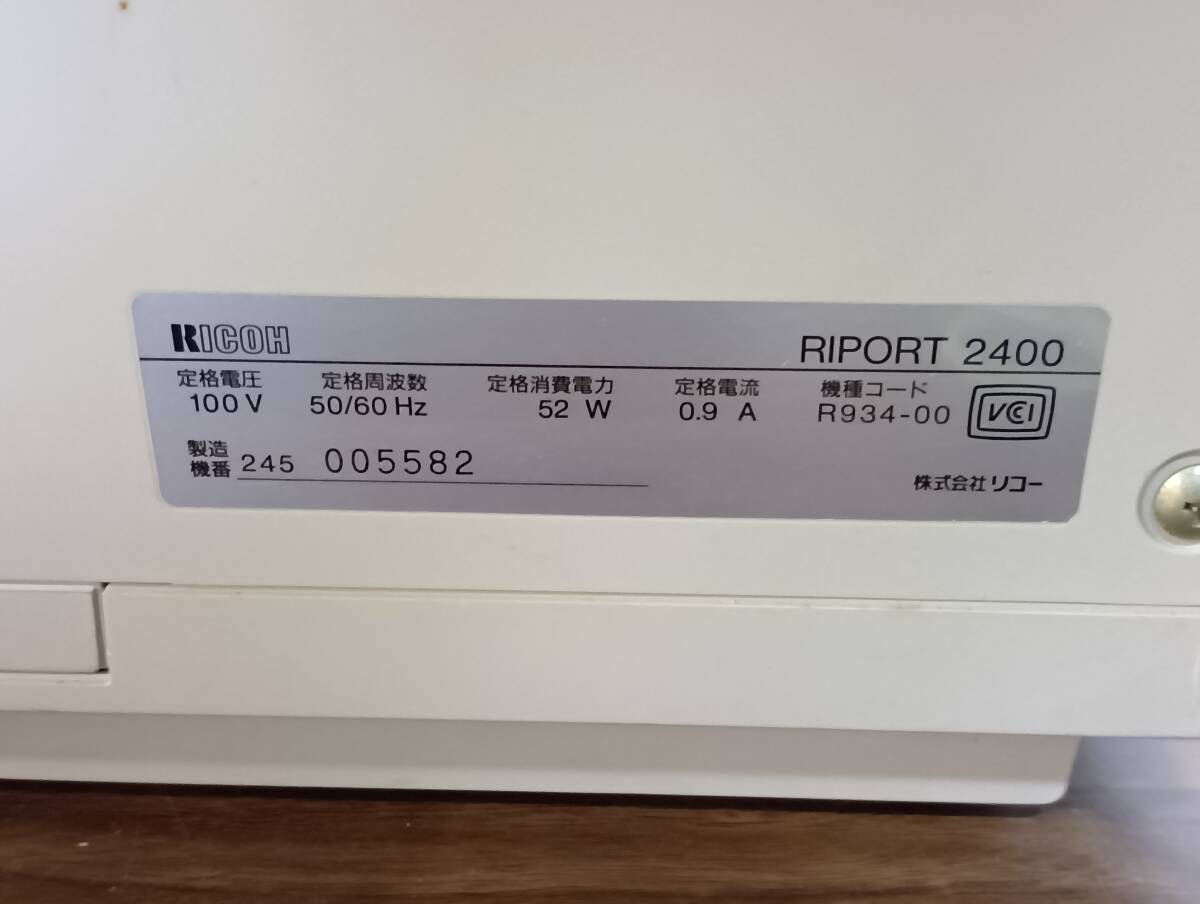 RICOH
RIPORT 2400
定格電圧 定格周波数 定格消費電力 定格電流 機種コード
100 V 50/60 Hz 52 W 0.9 A R934-00 VCCI
製造
機番 245 005582
株式会社 リコー